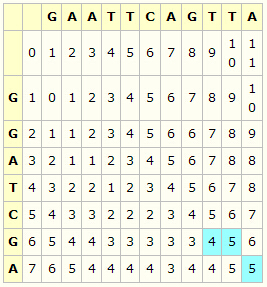 G A A T T C A G T T A
0 1 2 3 4 5 6 7 8 9 10 11
G 1 0 1 2 3 4 5 6 7 8 9 10
G 2 1 1 2 3 4 5 6 6 7 8 9
A 3 2 1 1 2 3 4 5 6 7 8 8
T 4 3 2 2 1 2 3 4 5 6 7 8
C 5 4 3 3 2 2 2 3 4 5 6 7
G 6 5 4 4 3 3 3 3 3 4 5 6
A 7 6 5 4 4 4 4 3 4 4 5 5